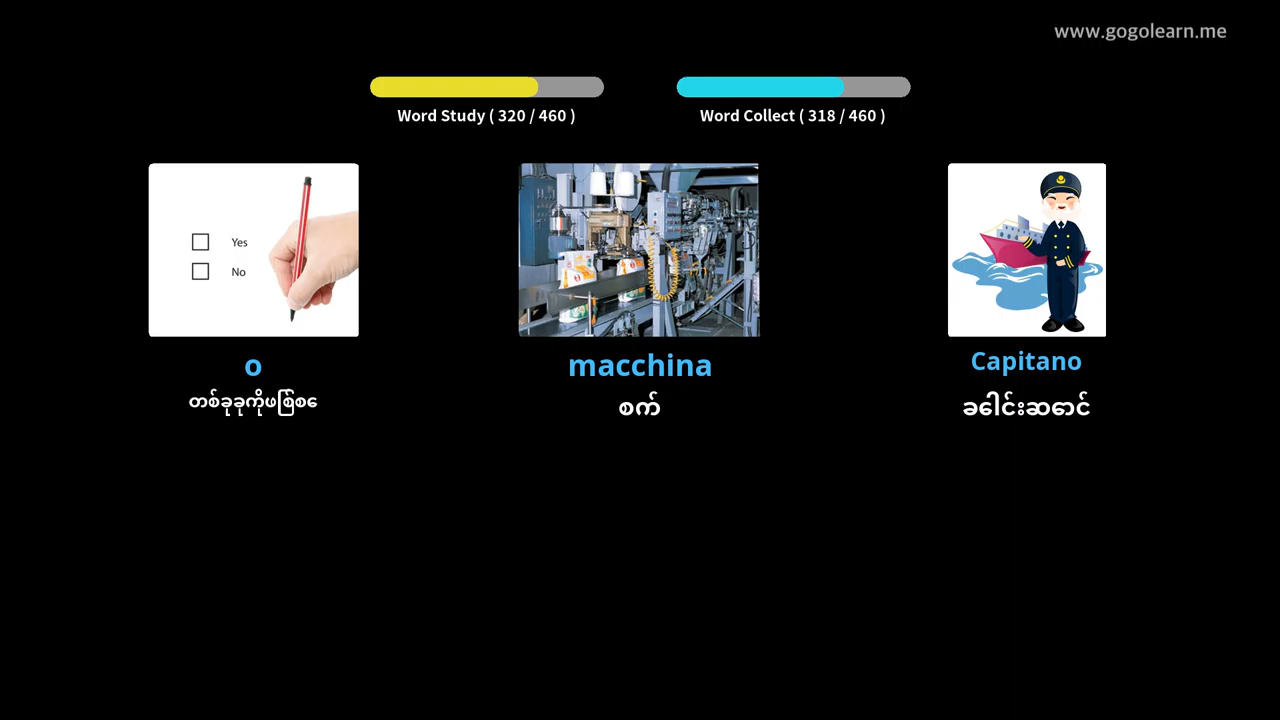 www.gogolearn.me
Word Study ( 320 / 460 )
Word Collect ( 318 / 460 )
Yes
No
o
macchina
Capitano
တစ်ခုခုကိုဖြစ်စေ
စက်
ခေါင်းဆောင်